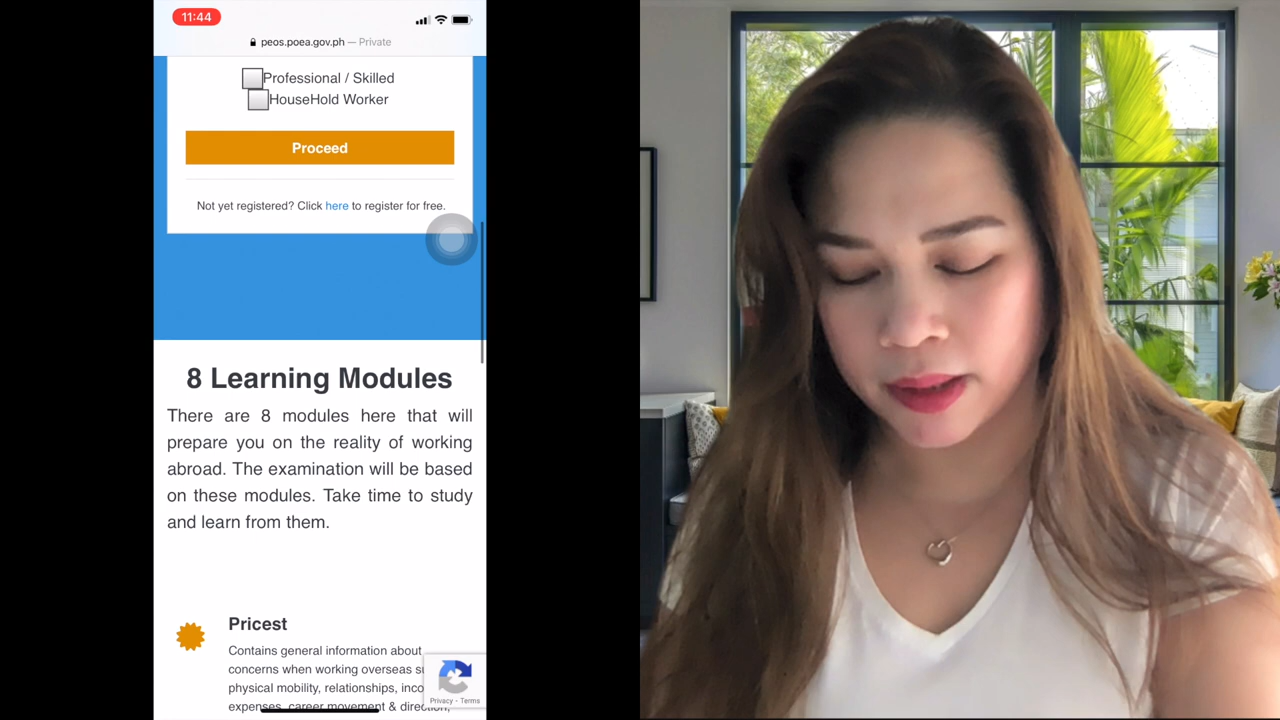 11:44
peos.poea.gov.ph — Private
Professional / Skilled
HouseHold Worker
Proceed
Not yet registered? Click here to register for free.
8 Learning Modules
There are 8 modules here that will
prepare you on the reality of working
abroad. The examination will be based
on these modules. Take time to study
and learn from them.
Pricest
Contains general information about
concerns when working overseas
physical mobility, relationships,
expenses, career movement & direction,
Privacy - Terms